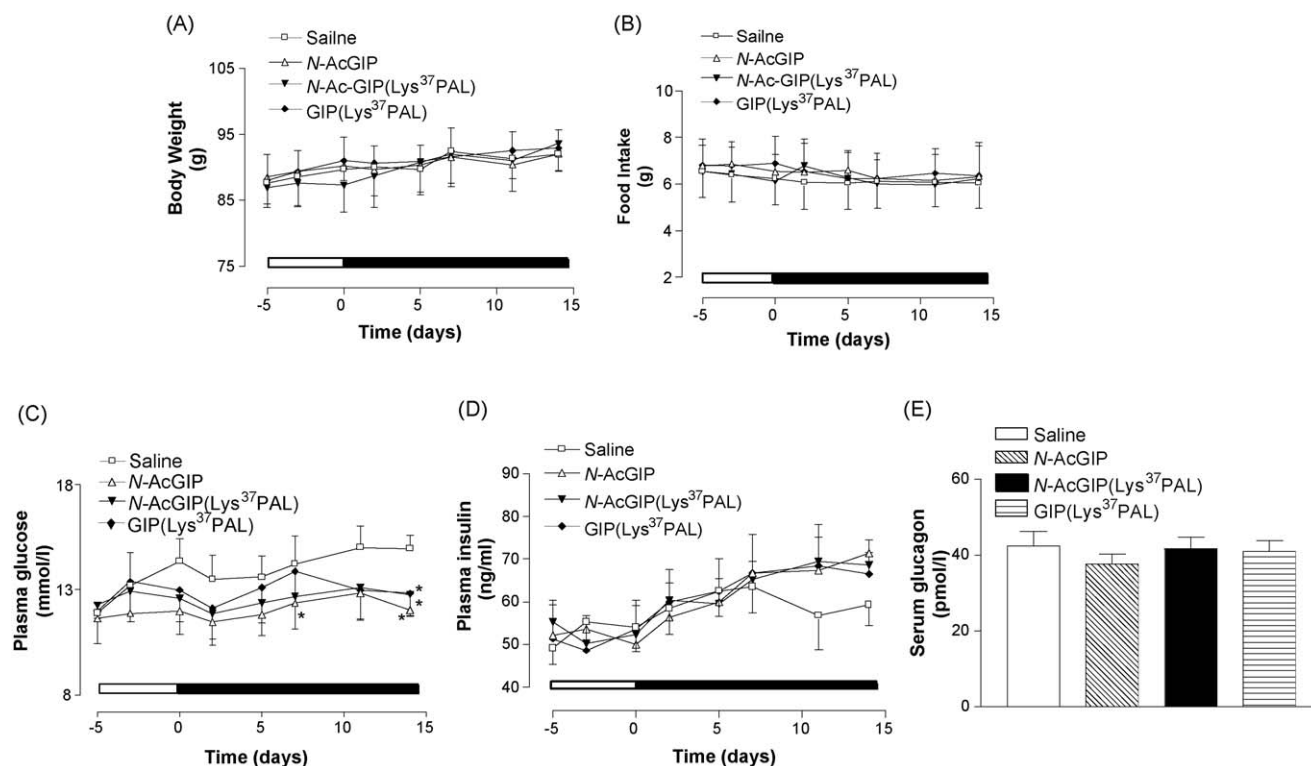 (A)
Sailne
N-AcGIP
N-Ac-GIP(Lys³⁷PAL)
GIP(Lys³⁷PAL)
105
95
85
75
Body Weight
(g)
-5 0 5 10 15
Time (days)
(B)
Sailne
N-AcGIP
N-Ac-GIP(Lys³⁷PAL)
GIP(Lys³⁷PAL)
10
8
6
4
2
Food Intake
(g)
-5 0 5 10 15
Time (days)
(C)
Saline
N-AcGIP
N-AcGIP(Lys³⁷PAL)
GIP(Lys³⁷PAL)
18
13
8
Plasma glucose
(mmol/l)
*
*
*
*
-5 0 5 10 15
Time (days)
(D)
Saline
N-AcGIP
N-AcGIP(Lys³⁷PAL)
GIP(Lys³⁷PAL)
90
80
70
60
50
40
Plasma insulin
(ng/ml)
-5 0 5 10 15
Time (days)
(E)
Saline
N-AcGIP
N-AcGIP(Lys³⁷PAL)
GIP(Lys³⁷PAL)
60
40
20
0
Serum glucagon
(pmol/l)